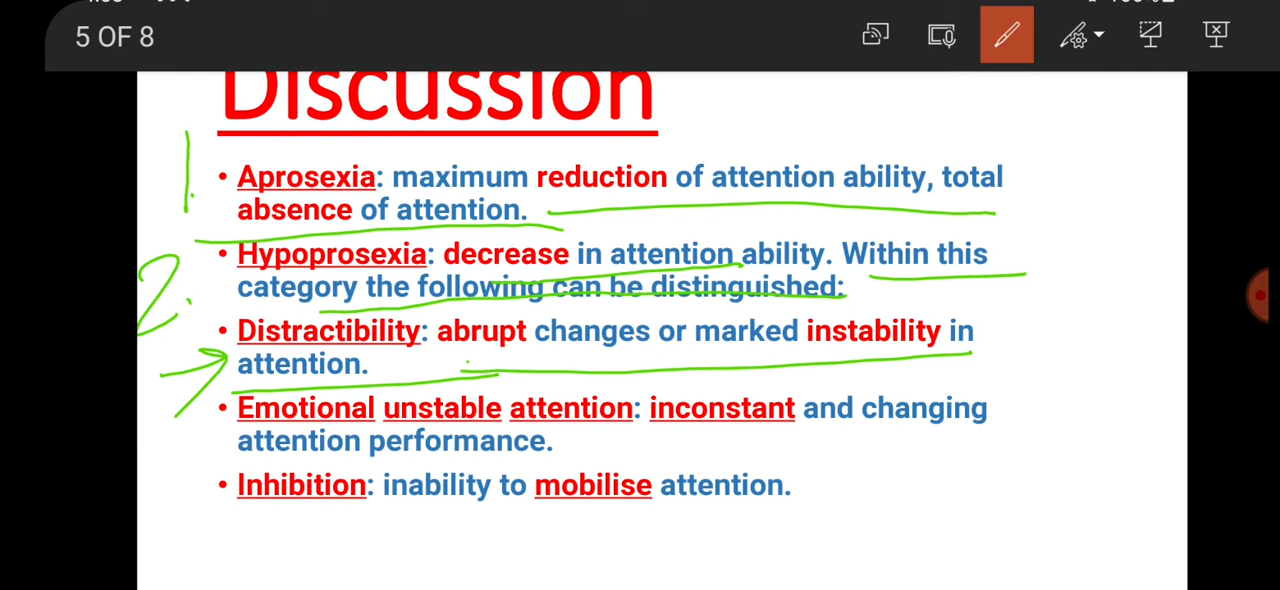 5 OF 8
Discussion
1.
• Aprosexia: maximum reduction of attention ability, total
absence of attention.
2.
• Hypoprosexia: decrease in attention ability. Within this
category the following can be distinguished:
• Distractibility: abrupt changes or marked instability in
attention.
• Emotional unstable attention: inconstant and changing
attention performance.
• Inhibition: inability to mobilise attention.